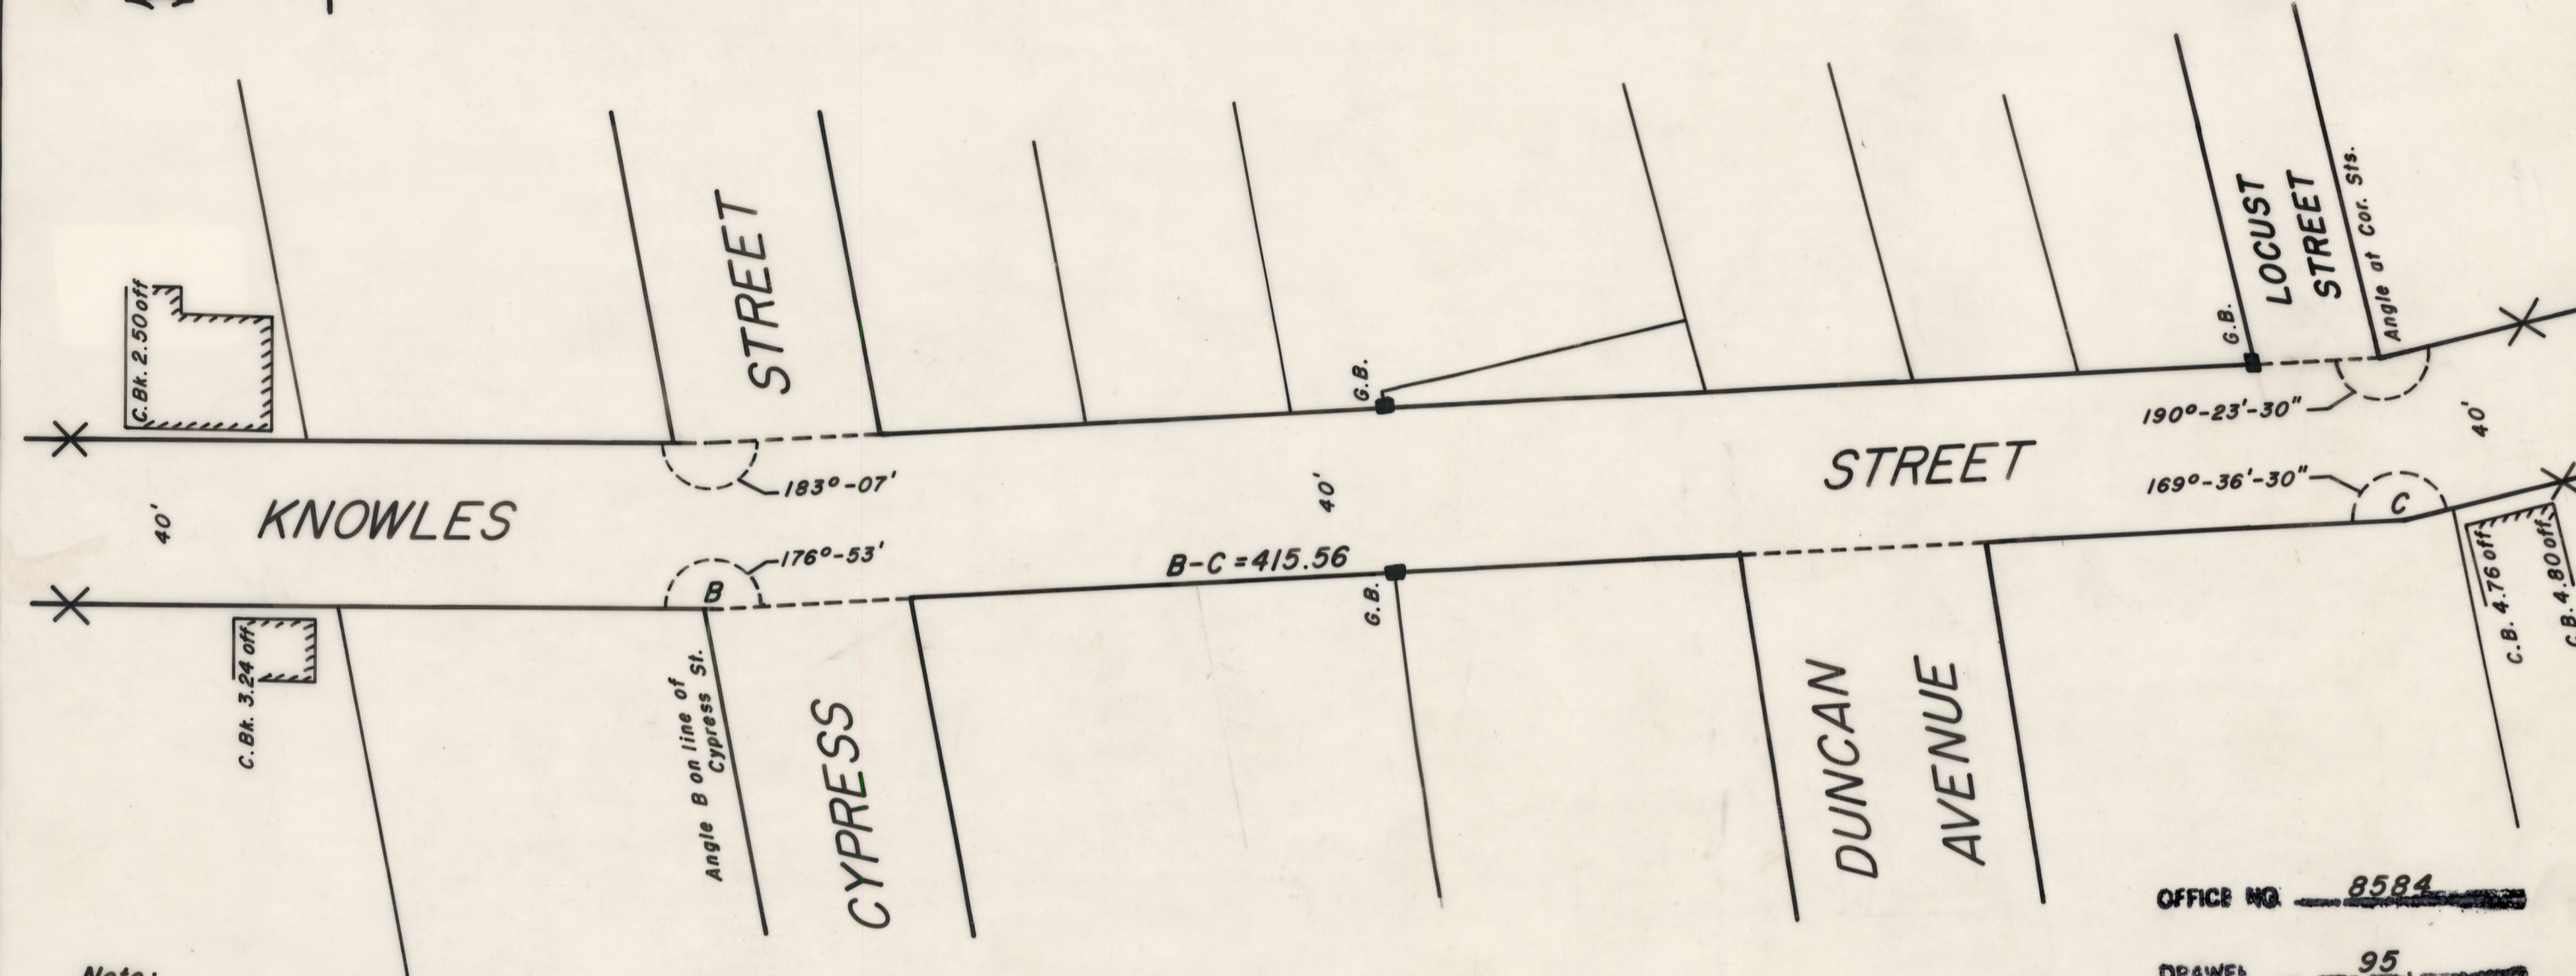 C.Bk. 2.50 off
STREET
G.B.
G.B.
LOCUST
STREET
Angle at Cor. Sts.
190°-23'-30"
40'
183°-07'
40'
KNOWLES
40'
STREET
169°-36'-30"
C
176°-53'
B
B-C = 415.56
G.B.
C.Bk. 3.24 off
Angle B on line of
Cypress St.
CYPRESS
DUNCAN
AVENUE
C.B. 4.76 off
C.B. 4.80 off
OFFICE NO. 8584
DRAWER 95
Note: